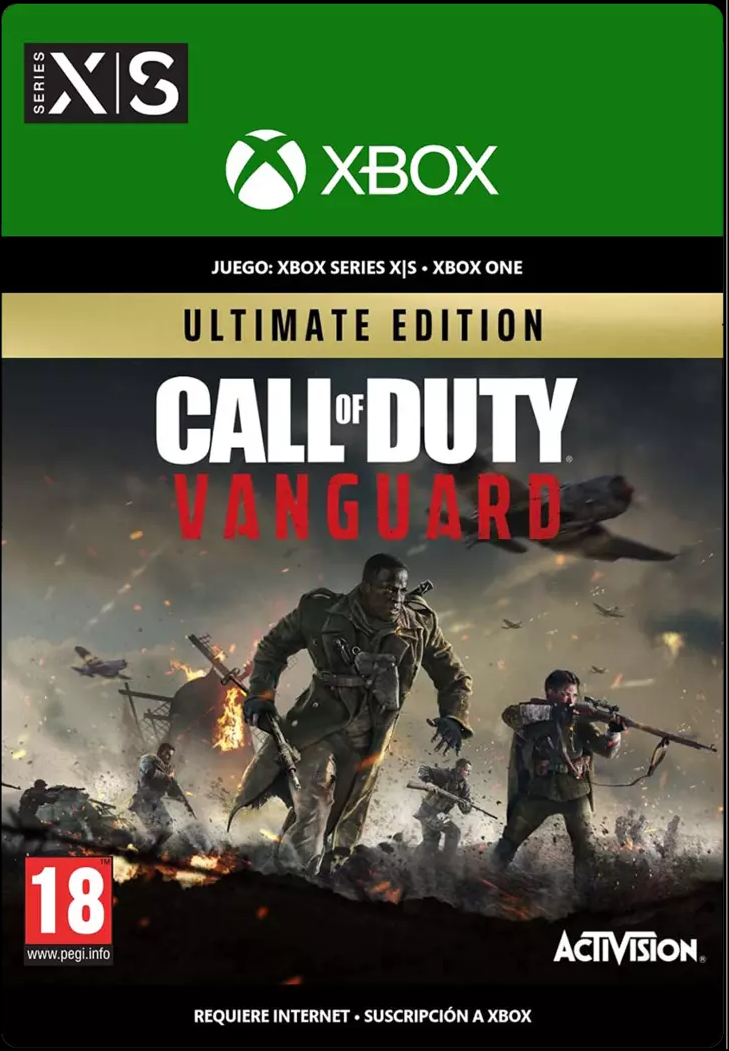 SERIES X|S
XBOX
JUEGO: XBOX SERIES X|S • XBOX ONE
ULTIMATE EDITION
CALL OF DUTY®
VANGUARD
18™
www.pegi.info
ACTIVISION®
REQUIERE INTERNET • SUSCRIPCIÓN A XBOX